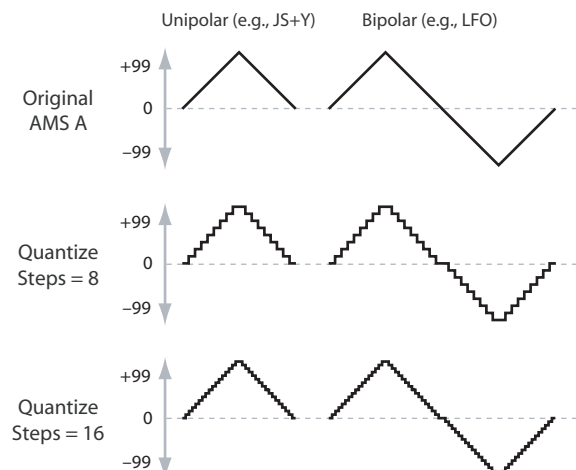 Unipolar (e.g., JS+Y) Bipolar (e.g., LFO)
+99
Original
AMS A
0
–99
+99
Quantize
Steps = 8
0
–99
+99
Quantize
Steps = 16
0
–99